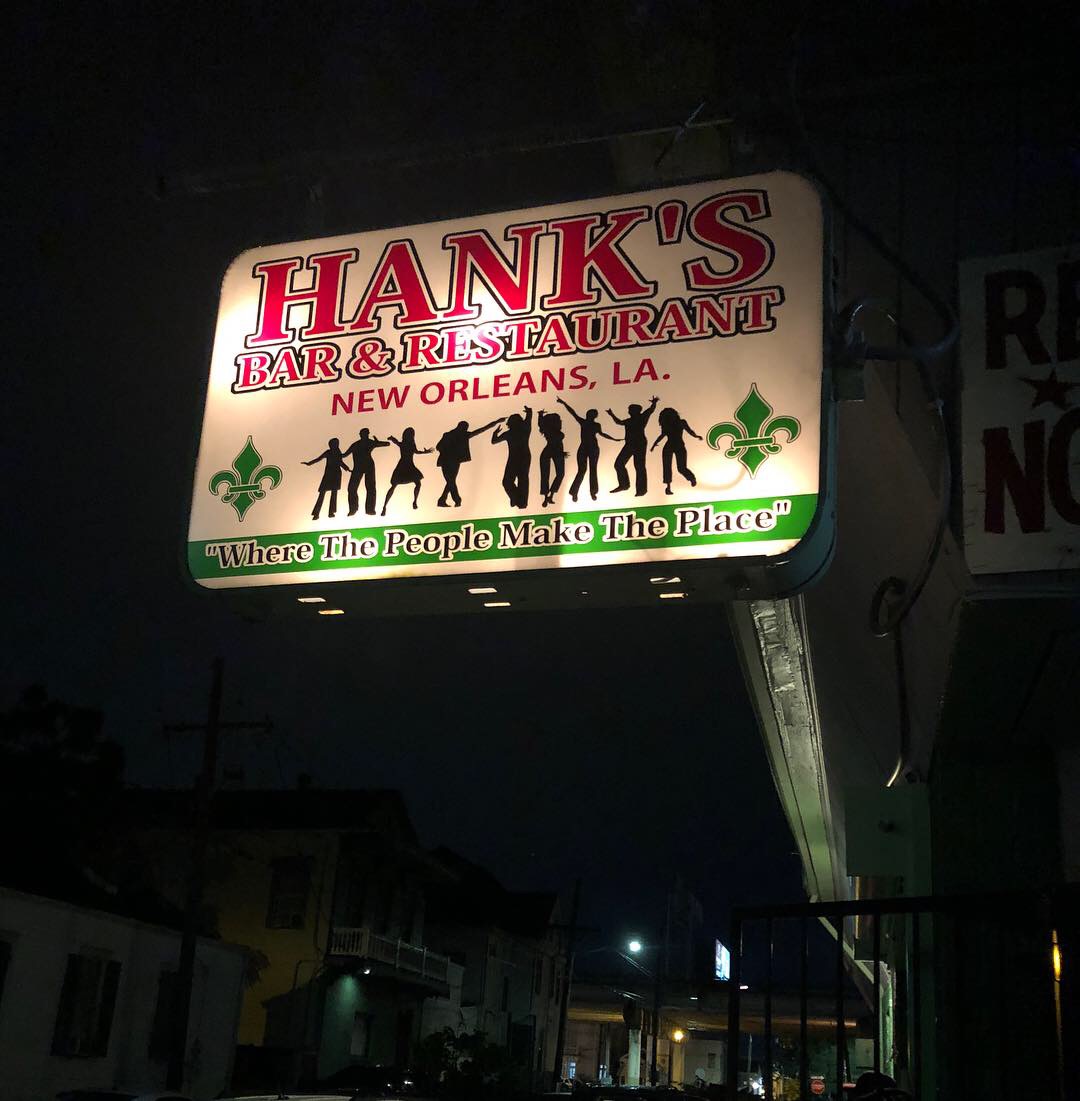 HANK'S
BAR & RESTAURANT
NEW ORLEANS, LA.
"Where The People Make The Place"